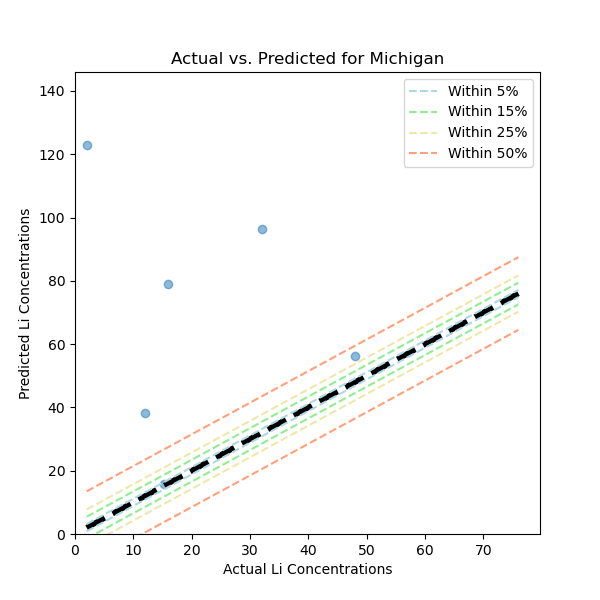 Actual vs. Predicted for Michigan
Within 5%
Within 15%
Within 25%
Within 50%
140
120
100
80
60
40
20
0
Predicted Li Concentrations
0 10 20 30 40 50 60 70
Actual Li Concentrations